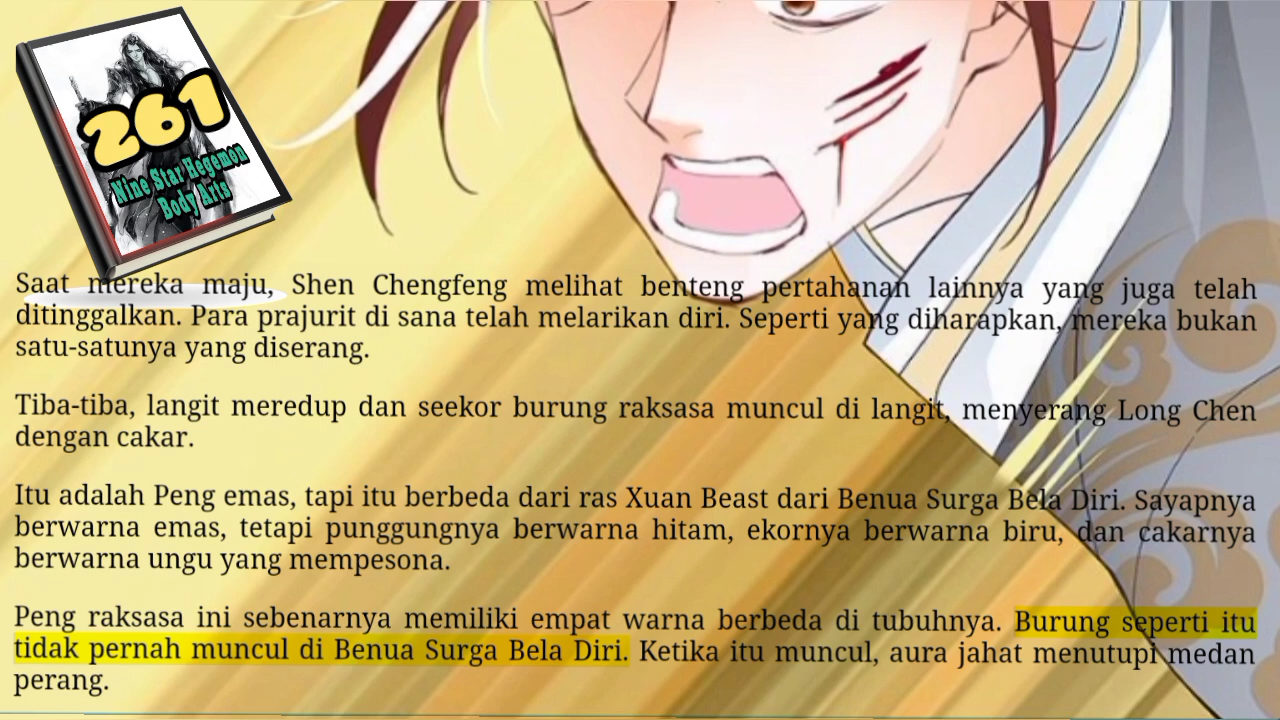 261
Nine Star Hegemon
Body Arts
Saat mereka maju, Shen Chengfeng melihat benteng pertahanan lainnya yang juga telah
ditinggalkan. Para prajurit di sana telah melarikan diri. Seperti yang diharapkan, mereka bukan
satu-satunya yang diserang.
Tiba-tiba, langit meredup dan seekor burung raksasa muncul di langit, menyerang Long Chen
dengan cakar.
Itu adalah Peng emas, tapi itu berbeda dari ras Xuan Beast dari Benua Surga Bela Diri. Sayapnya
berwarna emas, tetapi punggungnya berwarna hitam, ekornya berwarna biru, dan cakarnya
berwarna ungu yang mempesona.
Peng raksasa ini sebenarnya memiliki empat warna berbeda di tubuhnya. Burung seperti itu
tidak pernah muncul di Benua Surga Bela Diri. Ketika itu muncul, aura jahat menutupi medan
perang.